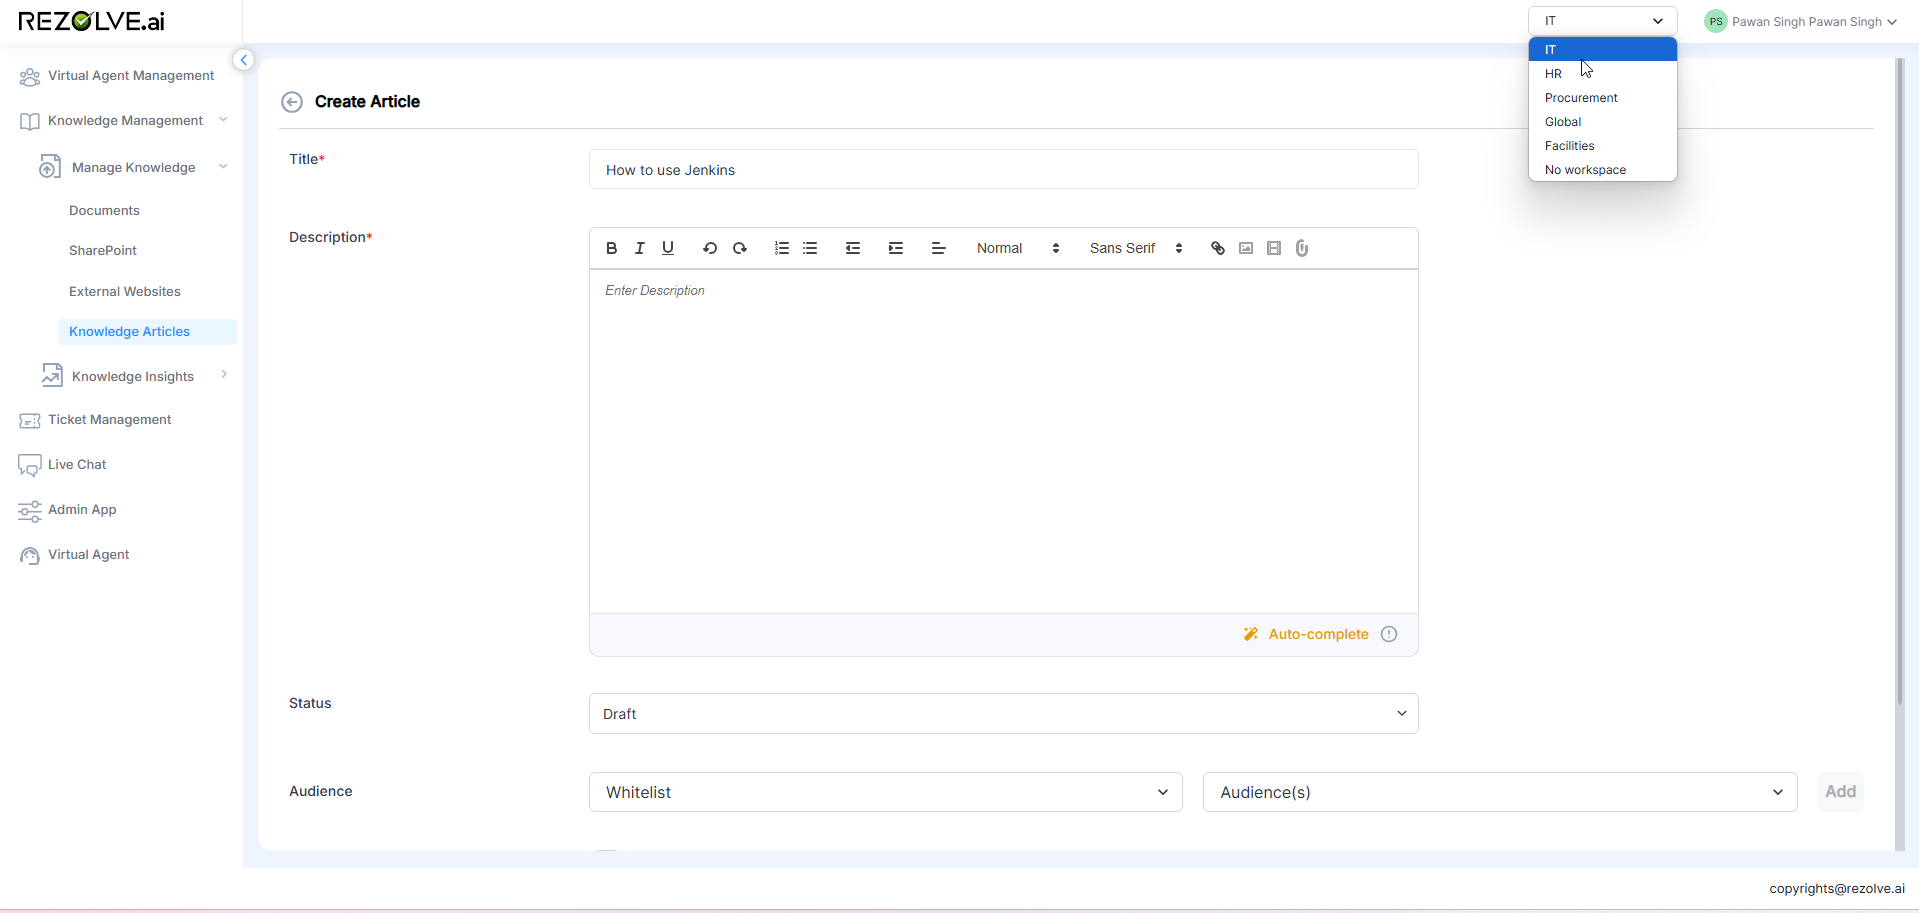 REZOLVE.ai
IT
PS Pawan Singh Pawan Singh
IT
HR
Procurement
Global
Facilities
No workspace
Virtual Agent Management
Knowledge Management
Manage Knowledge
Documents
SharePoint
External Websites
Knowledge Articles
Knowledge Insights
Ticket Management
Live Chat
Admin App
Virtual Agent
Create Article
Title*
How to use Jenkins
Description*
B I U Normal Sans Serif
Enter Description
Auto-complete
Status
Draft
Audience
Whitelist
Audience(s)
Add
copyrights@rezolve.ai